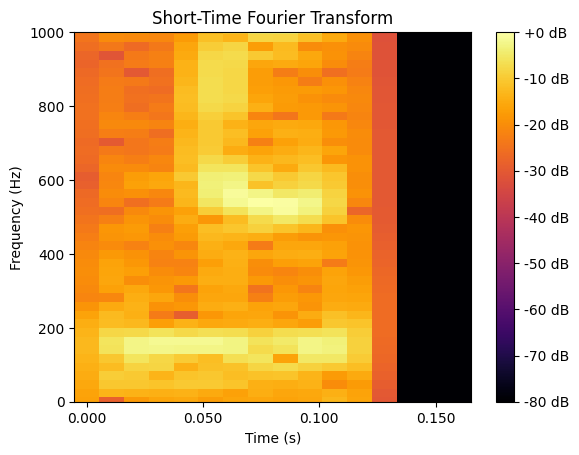 Short-Time Fourier Transform
1000
800
600
400
200
0
Frequency (Hz)
0.000
0.050
0.100
0.150
Time (s)
+0 dB
-10 dB
-20 dB
-30 dB
-40 dB
-50 dB
-60 dB
-70 dB
-80 dB